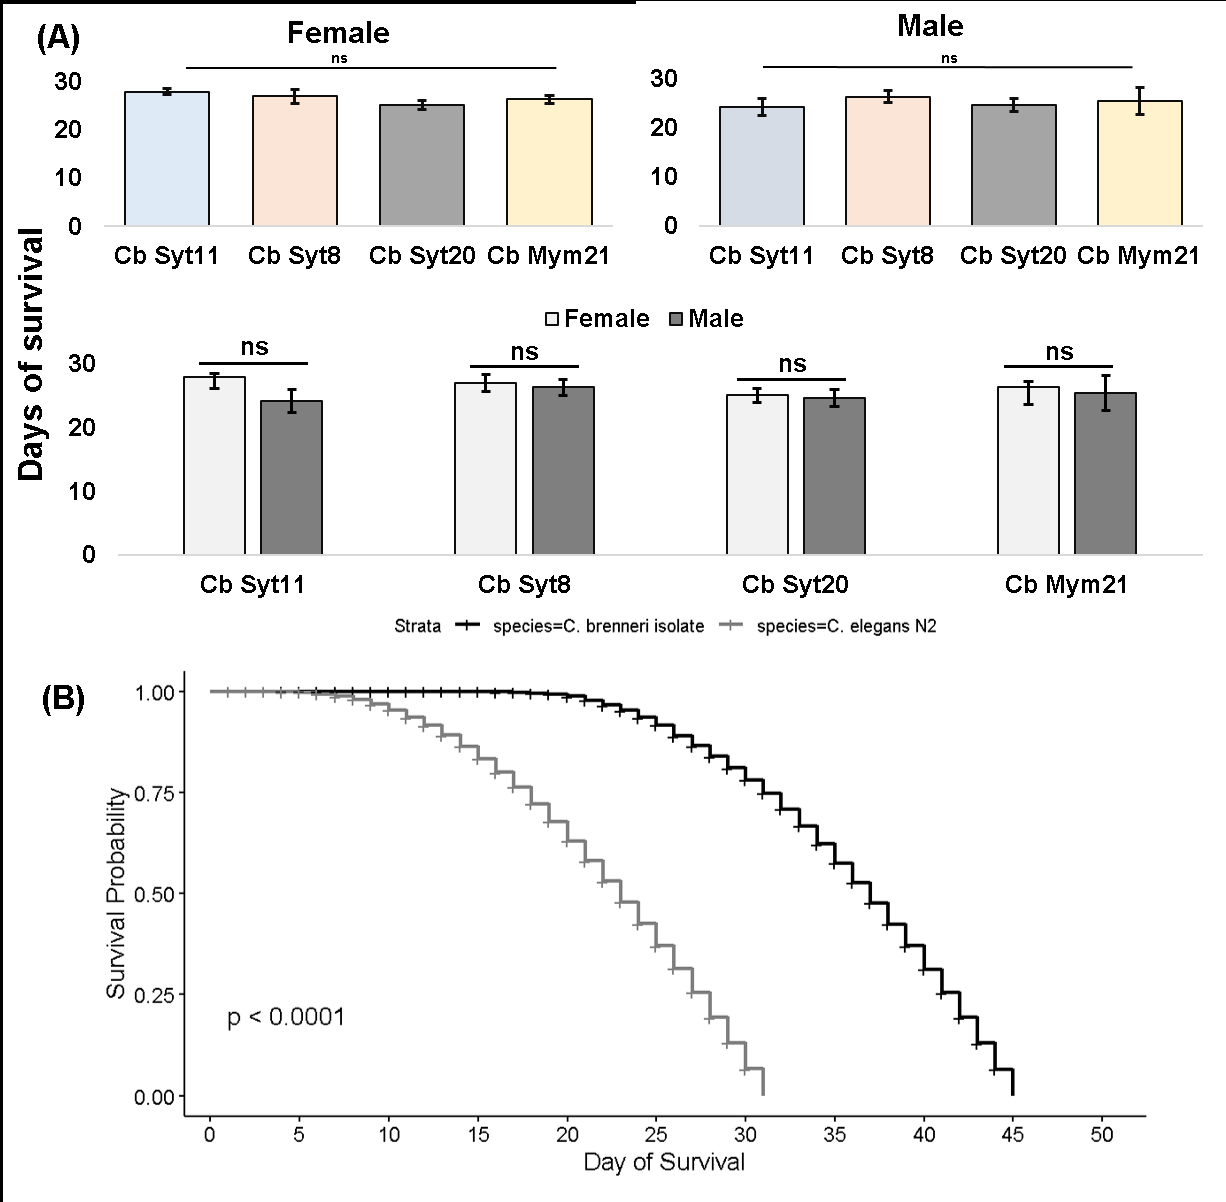 (A)
Female
Male
ns
ns
30
20
10
0
30
20
10
0
Cb Syt11 Cb Syt8 Cb Syt20 Cb Mym21
Cb Syt11 Cb Syt8 Cb Syt20 Cb Mym21
Days of survival
Female Male
ns ns ns ns
30
20
10
0
Cb Syt11 Cb Syt8 Cb Syt20 Cb Mym21
Strata species=C. brenneri isolate species=C. elegans N2
(B)
Survival Probability
1.00
0.75
0.50
0.25
0.00
p < 0.0001
0 5 10 15 20 25 30 35 40 45 50
Day of Survival